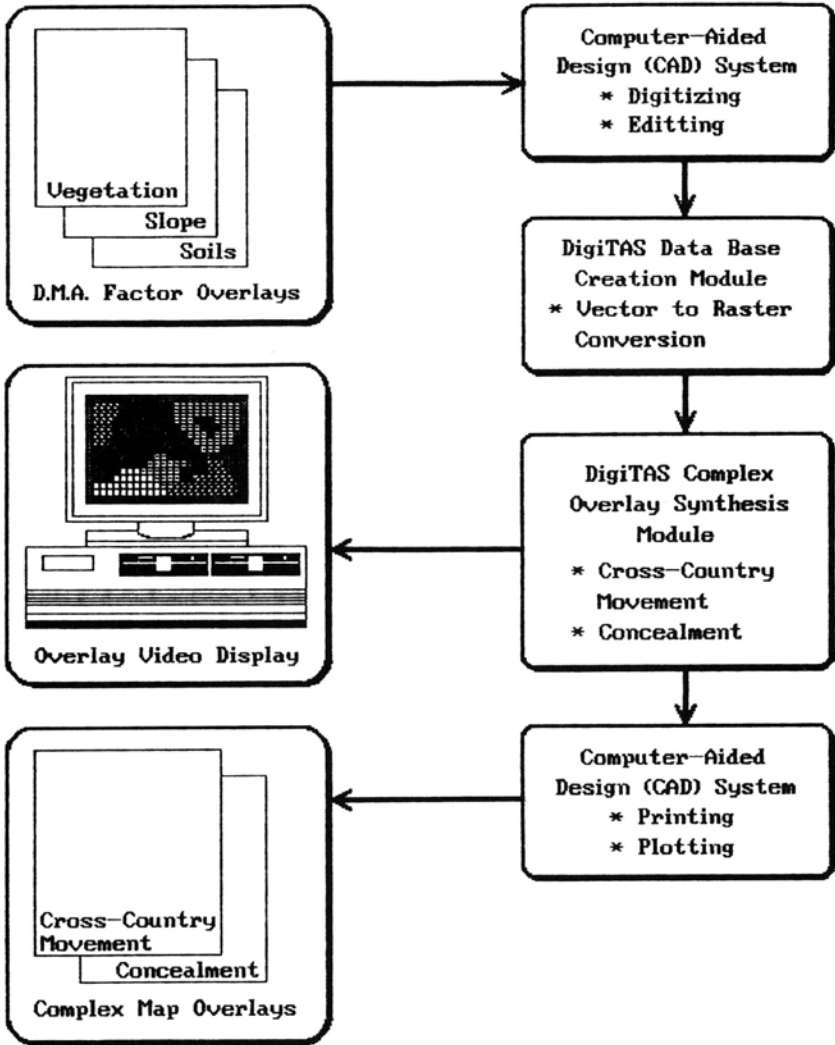 Vegetation
Slope
Soils
D.M.A. Factor Overlays
Computer-Aided
Design (CAD) System
* Digitizing
* Editting
DigiTAS Data Base
Creation Module
* Vector to Raster
Conversion
DigiTAS Complex
Overlay Synthesis
Module
* Cross-Country
Movement
* Concealment
Overlay Video Display
Computer-Aided
Design (CAD) System
* Printing
* Plotting
Cross-Country
Movement
Concealment
Complex Map Overlays